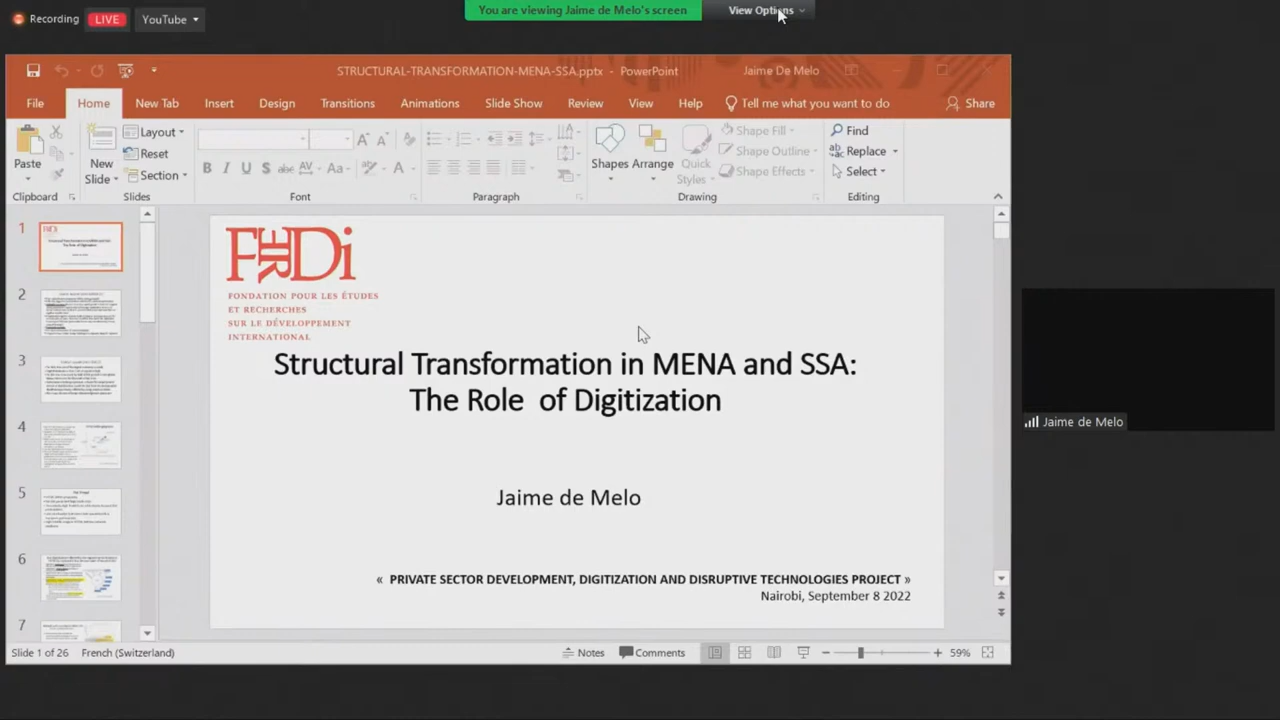 Recording
LIVE
YouTube
You are viewing Jaime de Melo's screen
View Options
STRUCTURAL-TRANSFORMATION-MENA-SSA.pptx - PowerPoint
Jaime De Melo
File
Home
New Tab
Insert
Design
Transitions
Animations
Slide Show
Review
View
Help
Tell me what you want to do
Share
Paste
Clipboard
New
Slide
Layout
Reset
Section
Slides
B I U S abc AV Aa A
Font
Paragraph
Shapes
Arrange
Quick
Styles
Shape Fill
Shape Outline
Shape Effects
Drawing
Find
Replace
Select
Editing
1
2
3
4
5
6
7
FERDi
FONDATION POUR LES ÉTUDES
ET RECHERCHES
SUR LE DÉVELOPPEMENT
INTERNATIONAL
Structural Transformation in MENA and SSA:
The Role of Digitization
Jaime de Melo
« PRIVATE SECTOR DEVELOPMENT, DIGITIZATION AND DISRUPTIVE TECHNOLOGIES PROJECT »
Nairobi, September 8 2022
Jaime de Melo
Slide 1 of 26
French (Switzerland)
Notes
Comments
59%